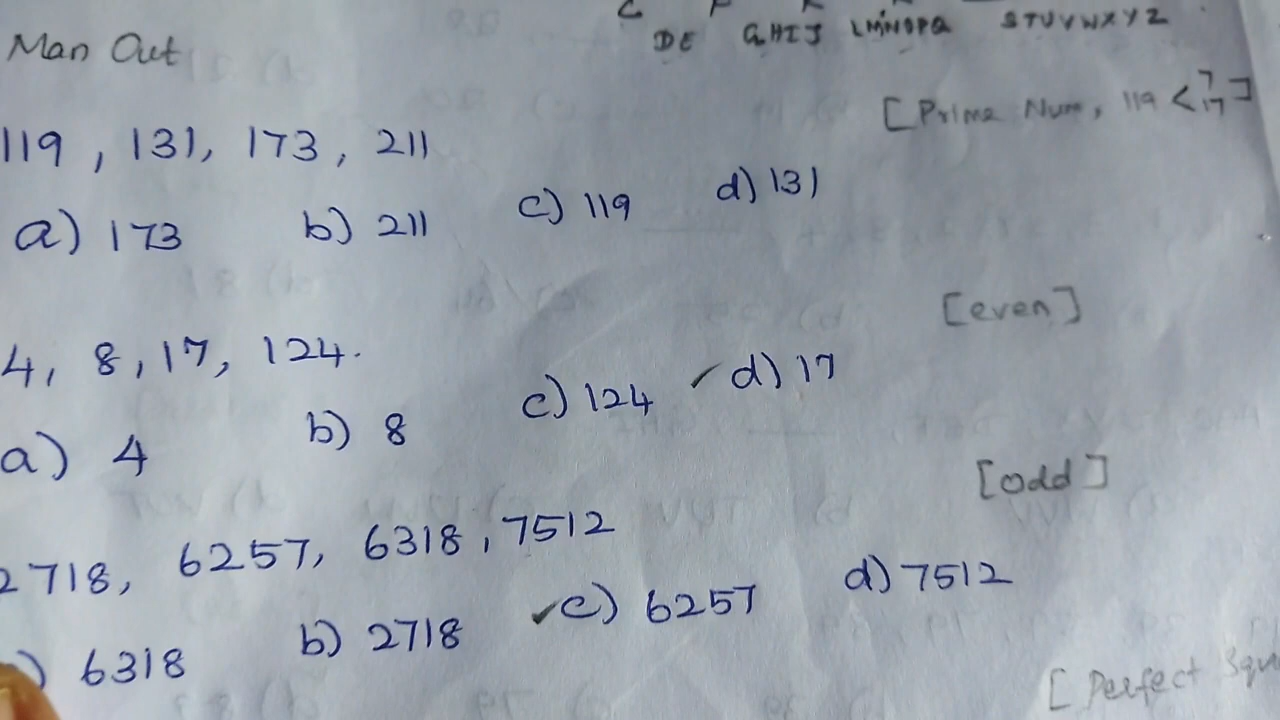 DE GHIJ LMNOPQ STUVWXYZ
Man Out
[Prime Num, 119 < 7 17]
119, 131, 173, 211
a) 173 b) 211 c) 119 d) 131
[even]
4, 8, 17, 124.
a) 4 b) 8 c) 124 ✓d) 17
[odd]
2718, 6257, 6318, 7512
) 6318 b) 2718 ✓c) 6257 d) 7512
[Perfect Squ